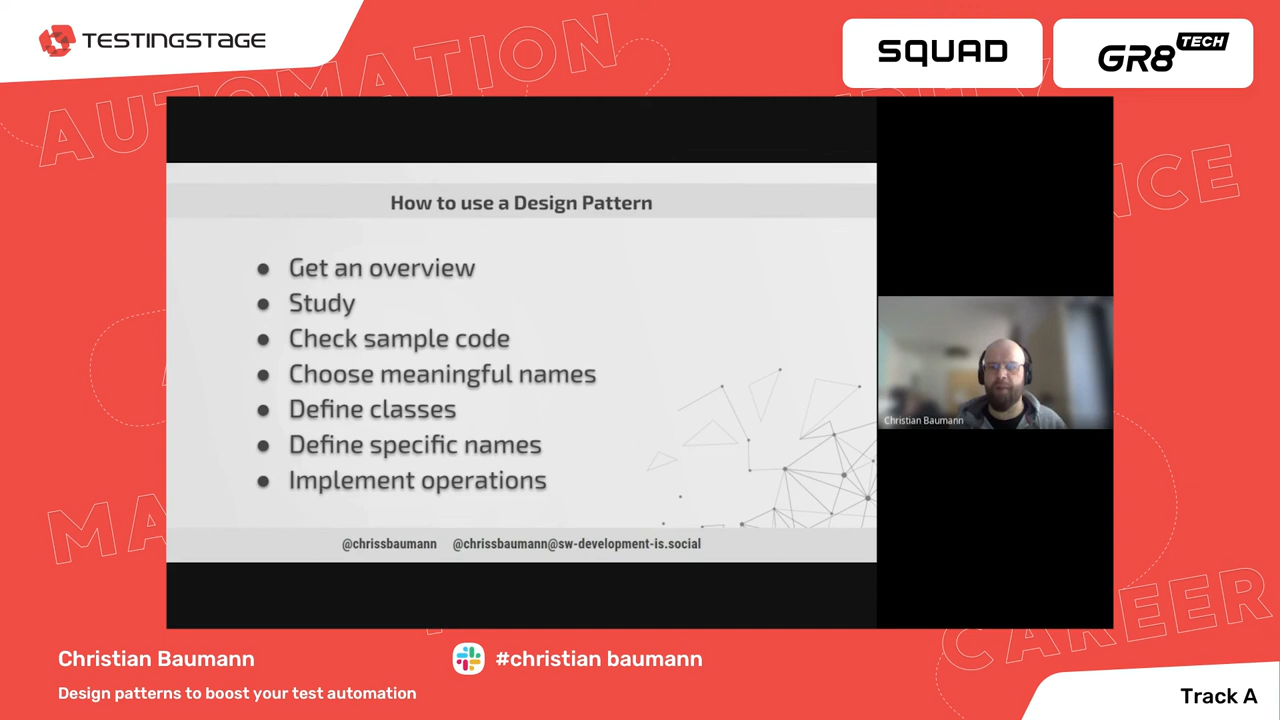 TESTINGSTAGE
SQUAD
GR8 TECH
AUTOMATION
How to use a Design Pattern
● Get an overview
● Study
● Check sample code
● Choose meaningful names
● Define classes
● Define specific names
● Implement operations
@chrissbaumann @chrissbaumann@sw-development-is.social
Christian Baumann
CAREER
Christian Baumann
#christian baumann
Design patterns to boost your test automation
Track A